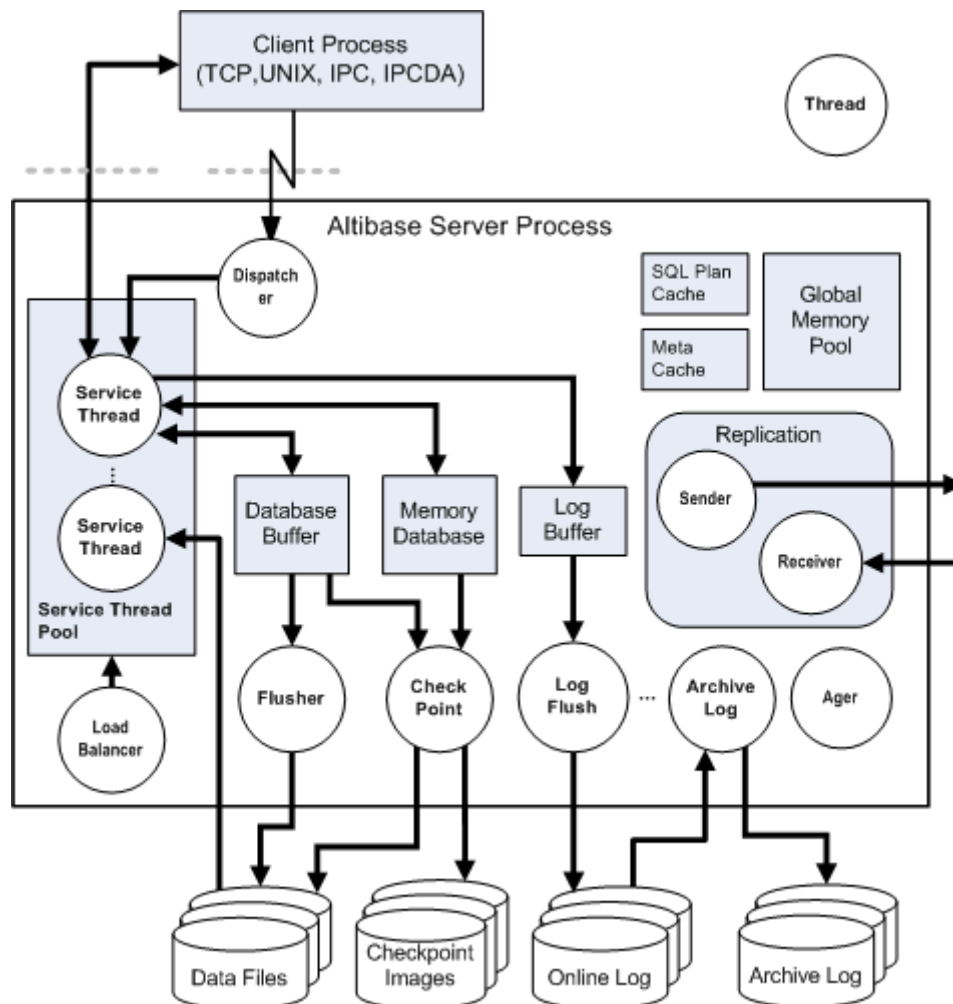 Client Process
(TCP,UNIX, IPC, IPCDA)
Thread
Altibase Server Process
Dispatch
er
SQL Plan
Cache
Global
Memory
Pool
Meta
Cache
Service
Thread
Replication
Sender
Database
Buffer
Memory
Database
Log
Buffer
Service
Thread
Receiver
Service Thread
Pool
Flusher
Check
Point
Log
Flush
...
Archive
Log
Ager
Load
Balancer
Data Files
Checkpoint
Images
Online Log
Archive Log